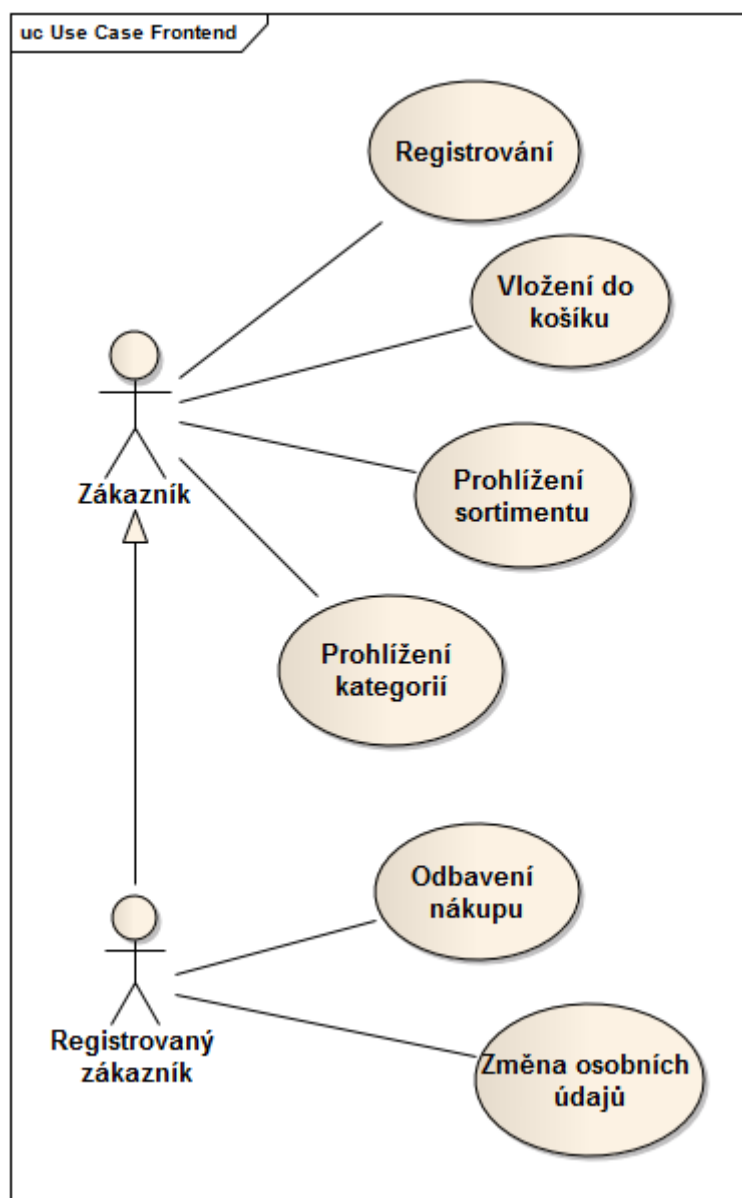 uc Use Case Frontend
Registrování
Vložení do
košíku
Zákazník
Prohlížení
sortimentu
Prohlížení
kategorií
Odbavení
nákupu
Registrovaný
zákazník
Změna osobních
údajů